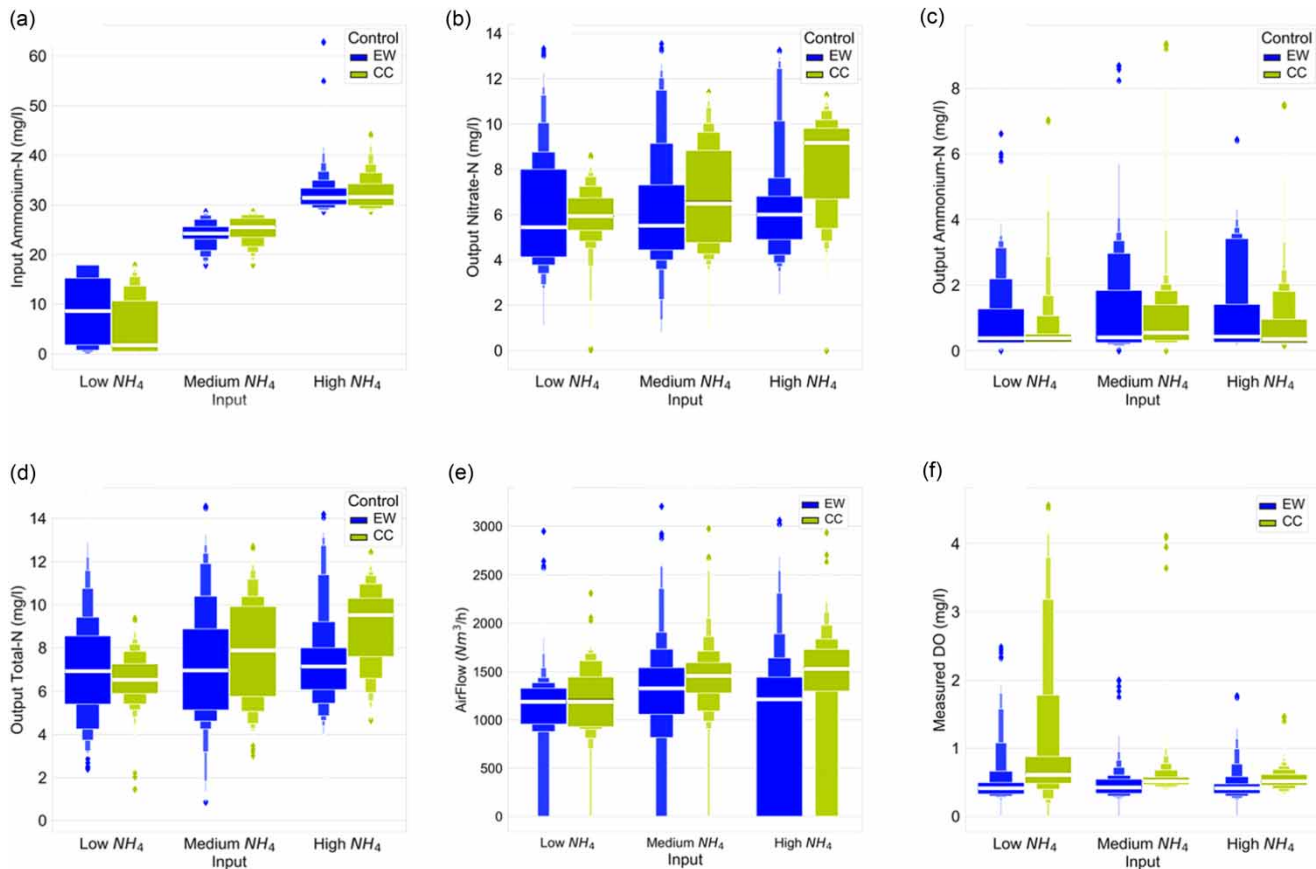 (a)
Control
EW
CC
Input Ammonium-N (mg/l)
60
50
40
30
20
10
0
Low NH4
Medium NH4
High NH4
Input
(b)
Control
EW
CC
Output Nitrate-N (mg/l)
14
12
10
8
6
4
2
0
Low NH4
Medium NH4
High NH4
Input
(c)
Control
EW
CC
Output Ammonium-N (mg/l)
8
6
4
2
0
Low NH4
Medium NH4
High NH4
Input
(d)
Control
EW
CC
Output Total-N (mg/l)
14
12
10
8
6
4
2
0
Low NH4
Medium NH4
High NH4
Input
(e)
EW
CC
AirFlow (Nm³/h)
3000
2500
2000
1500
1000
500
0
Low NH4
Medium NH4
High NH4
Input
(f)
EW
CC
Measured DO (mg/l)
4
3
2
1
0
Low NH4
Medium NH4
High NH4
Input